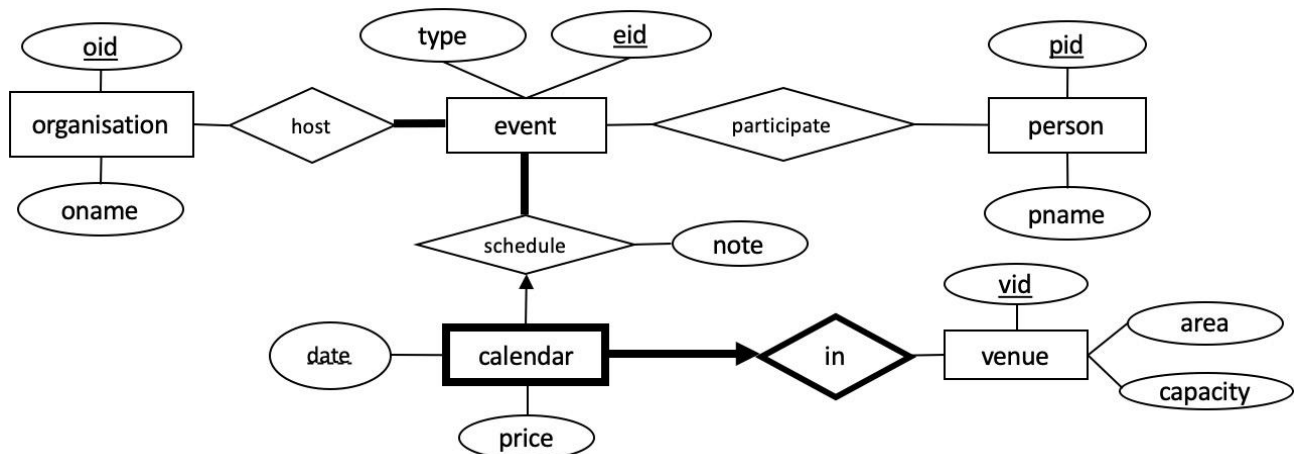 oid
type
eid
pid
organisation
host
event
participate
person
oname
pname
schedule
note
vid
date
calendar
in
venue
area
capacity
price